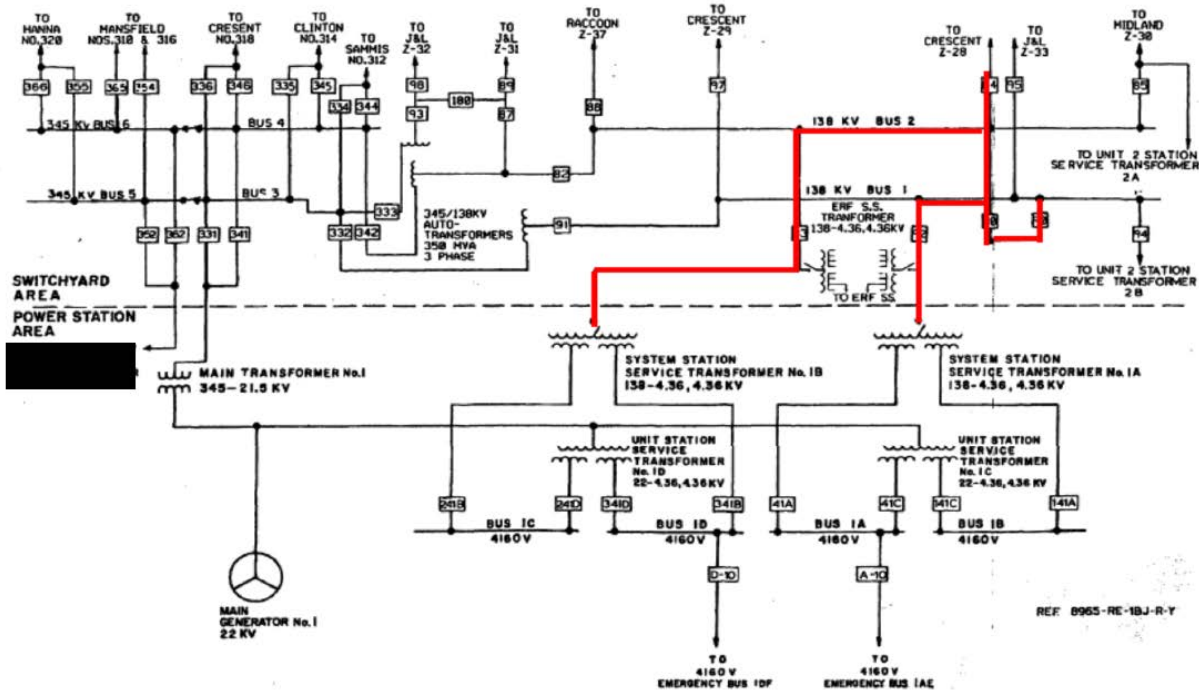 TO
HANNA
NO.320
TO
MANSFIELD
NOS.310 & 316
TO
CRESENT
NO.318
TO
CLINTON
NO.314
TO
SAMMIS
NO.312
TO
J&L
Z-32
TO
J&L
Z-31
TO
RACCOON
Z-37
TO
CRESCENT
Z-29
TO
CRESCENT
Z-28
TO
J&L
Z-33
TO
MIDLAND
Z-30
366
355
365
354
336
346
335
345
334
344
98
180
93
89
87
88
97
95
85
345 KV BUS 6
BUS 4
138 KV BUS 2
TO UNIT 2 STATION
SERVICE TRANSFORMER
2A
82
345 KV BUS 5
BUS 3
333
138 KV BUS 1
352
362
331
341
332
342
345/138KV
AUTO-
TRANSFORMERS
350 MVA
3 PHASE
91
ERF S.S.
TRANFORMER
138-4.36,4.36KV
94
TO ERF SS
TO UNIT 2 STATION
SERVICE TRANSFORMER
2B
SWITCHYARD
AREA
POWER STATION
AREA
MAIN TRANSFORMER No.1
345-21.5 KV
SYSTEM STATION
SERVICE TRANSFORMER No.1B
138-4.36, 4.36 KV
SYSTEM STATION
SERVICE TRANSFORMER No.1A
138-4.36, 4.36 KV
UNIT STATION
SERVICE
TRANSFORMER
No.1D
22-4.36,4.36KV
UNIT STATION
SERVICE
TRANSFORMER
No.1C
22-4.36,4.36KV
241B
241D
341D
341B
41A
41C
141C
141A
BUS 1C
4160V
BUS 1D
4160V
BUS 1A
4160V
BUS 1B
4160V
D-10
A-10
MAIN
GENERATOR No.1
22 KV
TO
4160V
EMERGENCY BUS 1DF
TO
4160V
EMERGENCY BUS 1AE
REF. 8965-RE-1BJ-R-Y